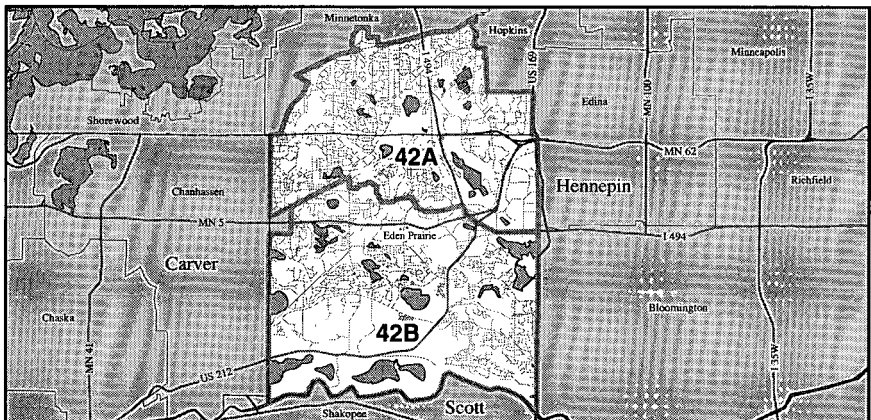 Minnetonka
Hopkins
Minneapolis
I 494
US 169
MN 100
I 35W
Edina
Shorewood
MN 62
42A
Chanhassen
Hennepin
Richfield
MN 5
Eden Prairie
I 494
Carver
Bloomington
Chaska
42B
MN 41
US 212
I 35W
Shakopee
Scott